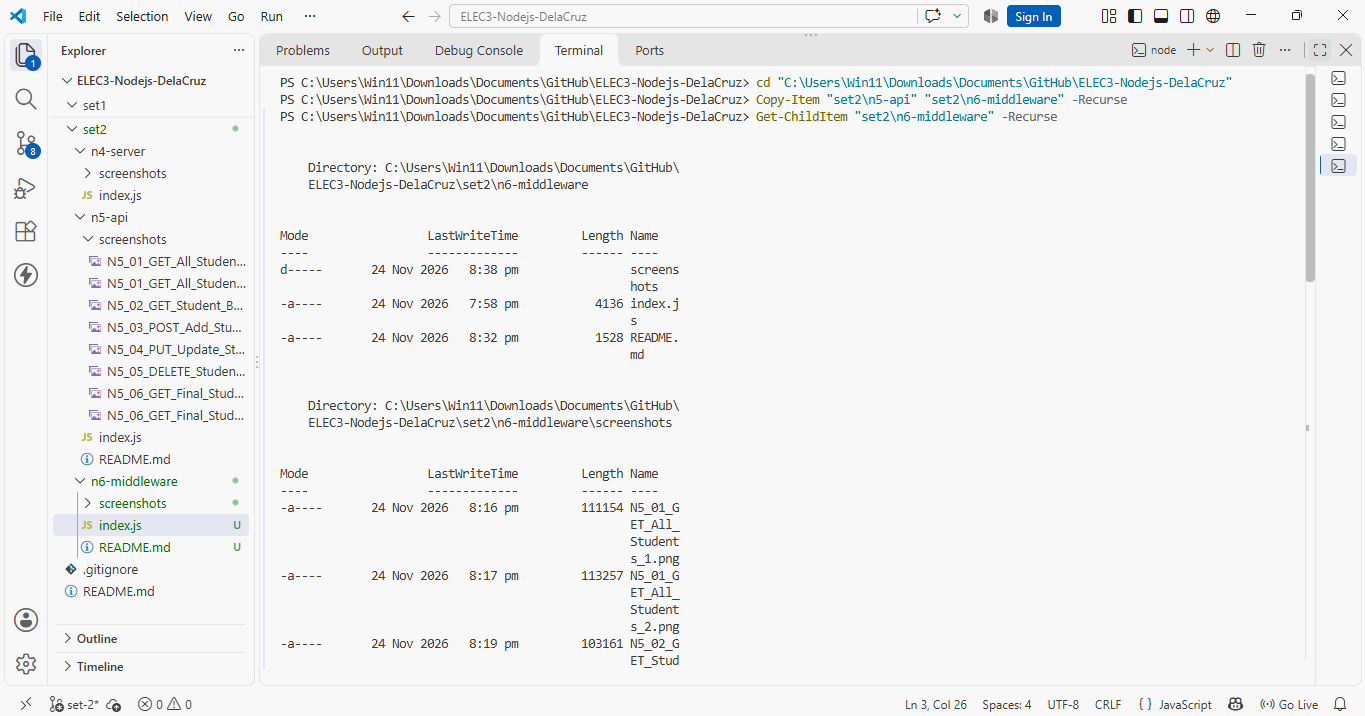 File Edit Selection View Go Run ··· ELEC3-Nodejs-DelaCruz Sign In
Explorer ···
1
ELEC3-Nodejs-DelaCruz
set1
set2
n4-server
8
screenshots
JS index.js
n5-api
screenshots
N5_01_GET_All_Studen...
N5_01_GET_All_Studen...
N5_02_GET_Student_B...
N5_03_POST_Add_Stu...
N5_04_PUT_Update_St...
N5_05_DELETE_Studen...
N5_06_GET_Final_Stud...
N5_06_GET_Final_Stud...
JS index.js
README.md
n6-middleware
screenshots
JS index.js U
README.md U
.gitignore
README.md
Outline
Timeline
Problems Output Debug Console Terminal Ports node
PS C:\Users\Win11\Downloads\Documents\GitHub\ELEC3-Nodejs-DelaCruz> cd "C:\Users\Win11\Downloads\Documents\GitHub\ELEC3-Nodejs-DelaCruz"
PS C:\Users\Win11\Downloads\Documents\GitHub\ELEC3-Nodejs-DelaCruz> Copy-Item "set2\n5-api" "set2\n6-middleware" -Recurse
PS C:\Users\Win11\Downloads\Documents\GitHub\ELEC3-Nodejs-DelaCruz> Get-ChildItem "set2\n6-middleware" -Recurse
Directory: C:\Users\Win11\Downloads\Documents\GitHub\
ELEC3-Nodejs-DelaCruz\set2\n6-middleware
Mode LastWriteTime Length Name
---- ------------- ------ ----
d----- 24 Nov 2026 8:38 pm screens
hots
-a---- 24 Nov 2026 7:58 pm 4136 index.j
s
-a---- 24 Nov 2026 8:32 pm 1528 README.
md
Directory: C:\Users\Win11\Downloads\Documents\GitHub\
ELEC3-Nodejs-DelaCruz\set2\n6-middleware\screenshots
Mode LastWriteTime Length Name
---- ------------- ------ ----
-a---- 24 Nov 2026 8:16 pm 111154 N5_01_G
ET_All_
Student
s_1.png
-a---- 24 Nov 2026 8:17 pm 113257 N5_01_G
ET_All_
Student
s_2.png
-a---- 24 Nov 2026 8:19 pm 103161 N5_02_G
ET_Stud
set-2* 0 0 Ln 3, Col 26 Spaces: 4 UTF-8 CRLF { } JavaScript Go Live